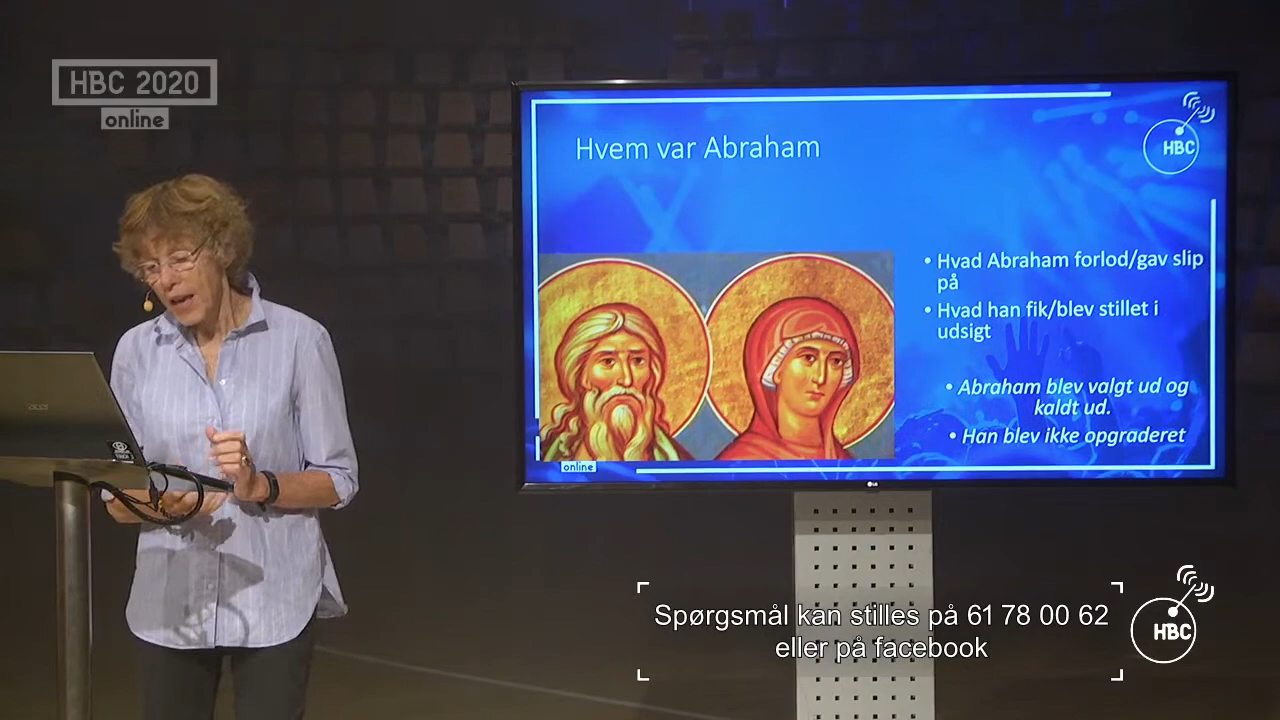 HBC 2020
online
Hvem var Abraham
HBC
• Hvad Abraham forlod/gav slip
på
• Hvad han fik/blev stillet i
udsigt
• Abraham blev valgt ud og
kaldt ud.
• Han blev ikke opgraderet
online
LG
acer
Spørgsmål kan stilles på 61 78 00 62
eller på facebook
HBC